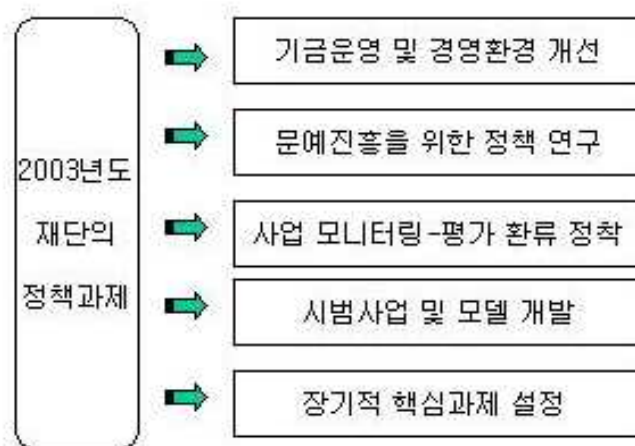 2003년도
재단의
정책과제
기금운영 및 경영환경 개선
문예진흥을 위한 정책 연구
사업 모니터링-평가 환류 정착
시범사업 및 모델 개발
장기적 핵심과제 설정